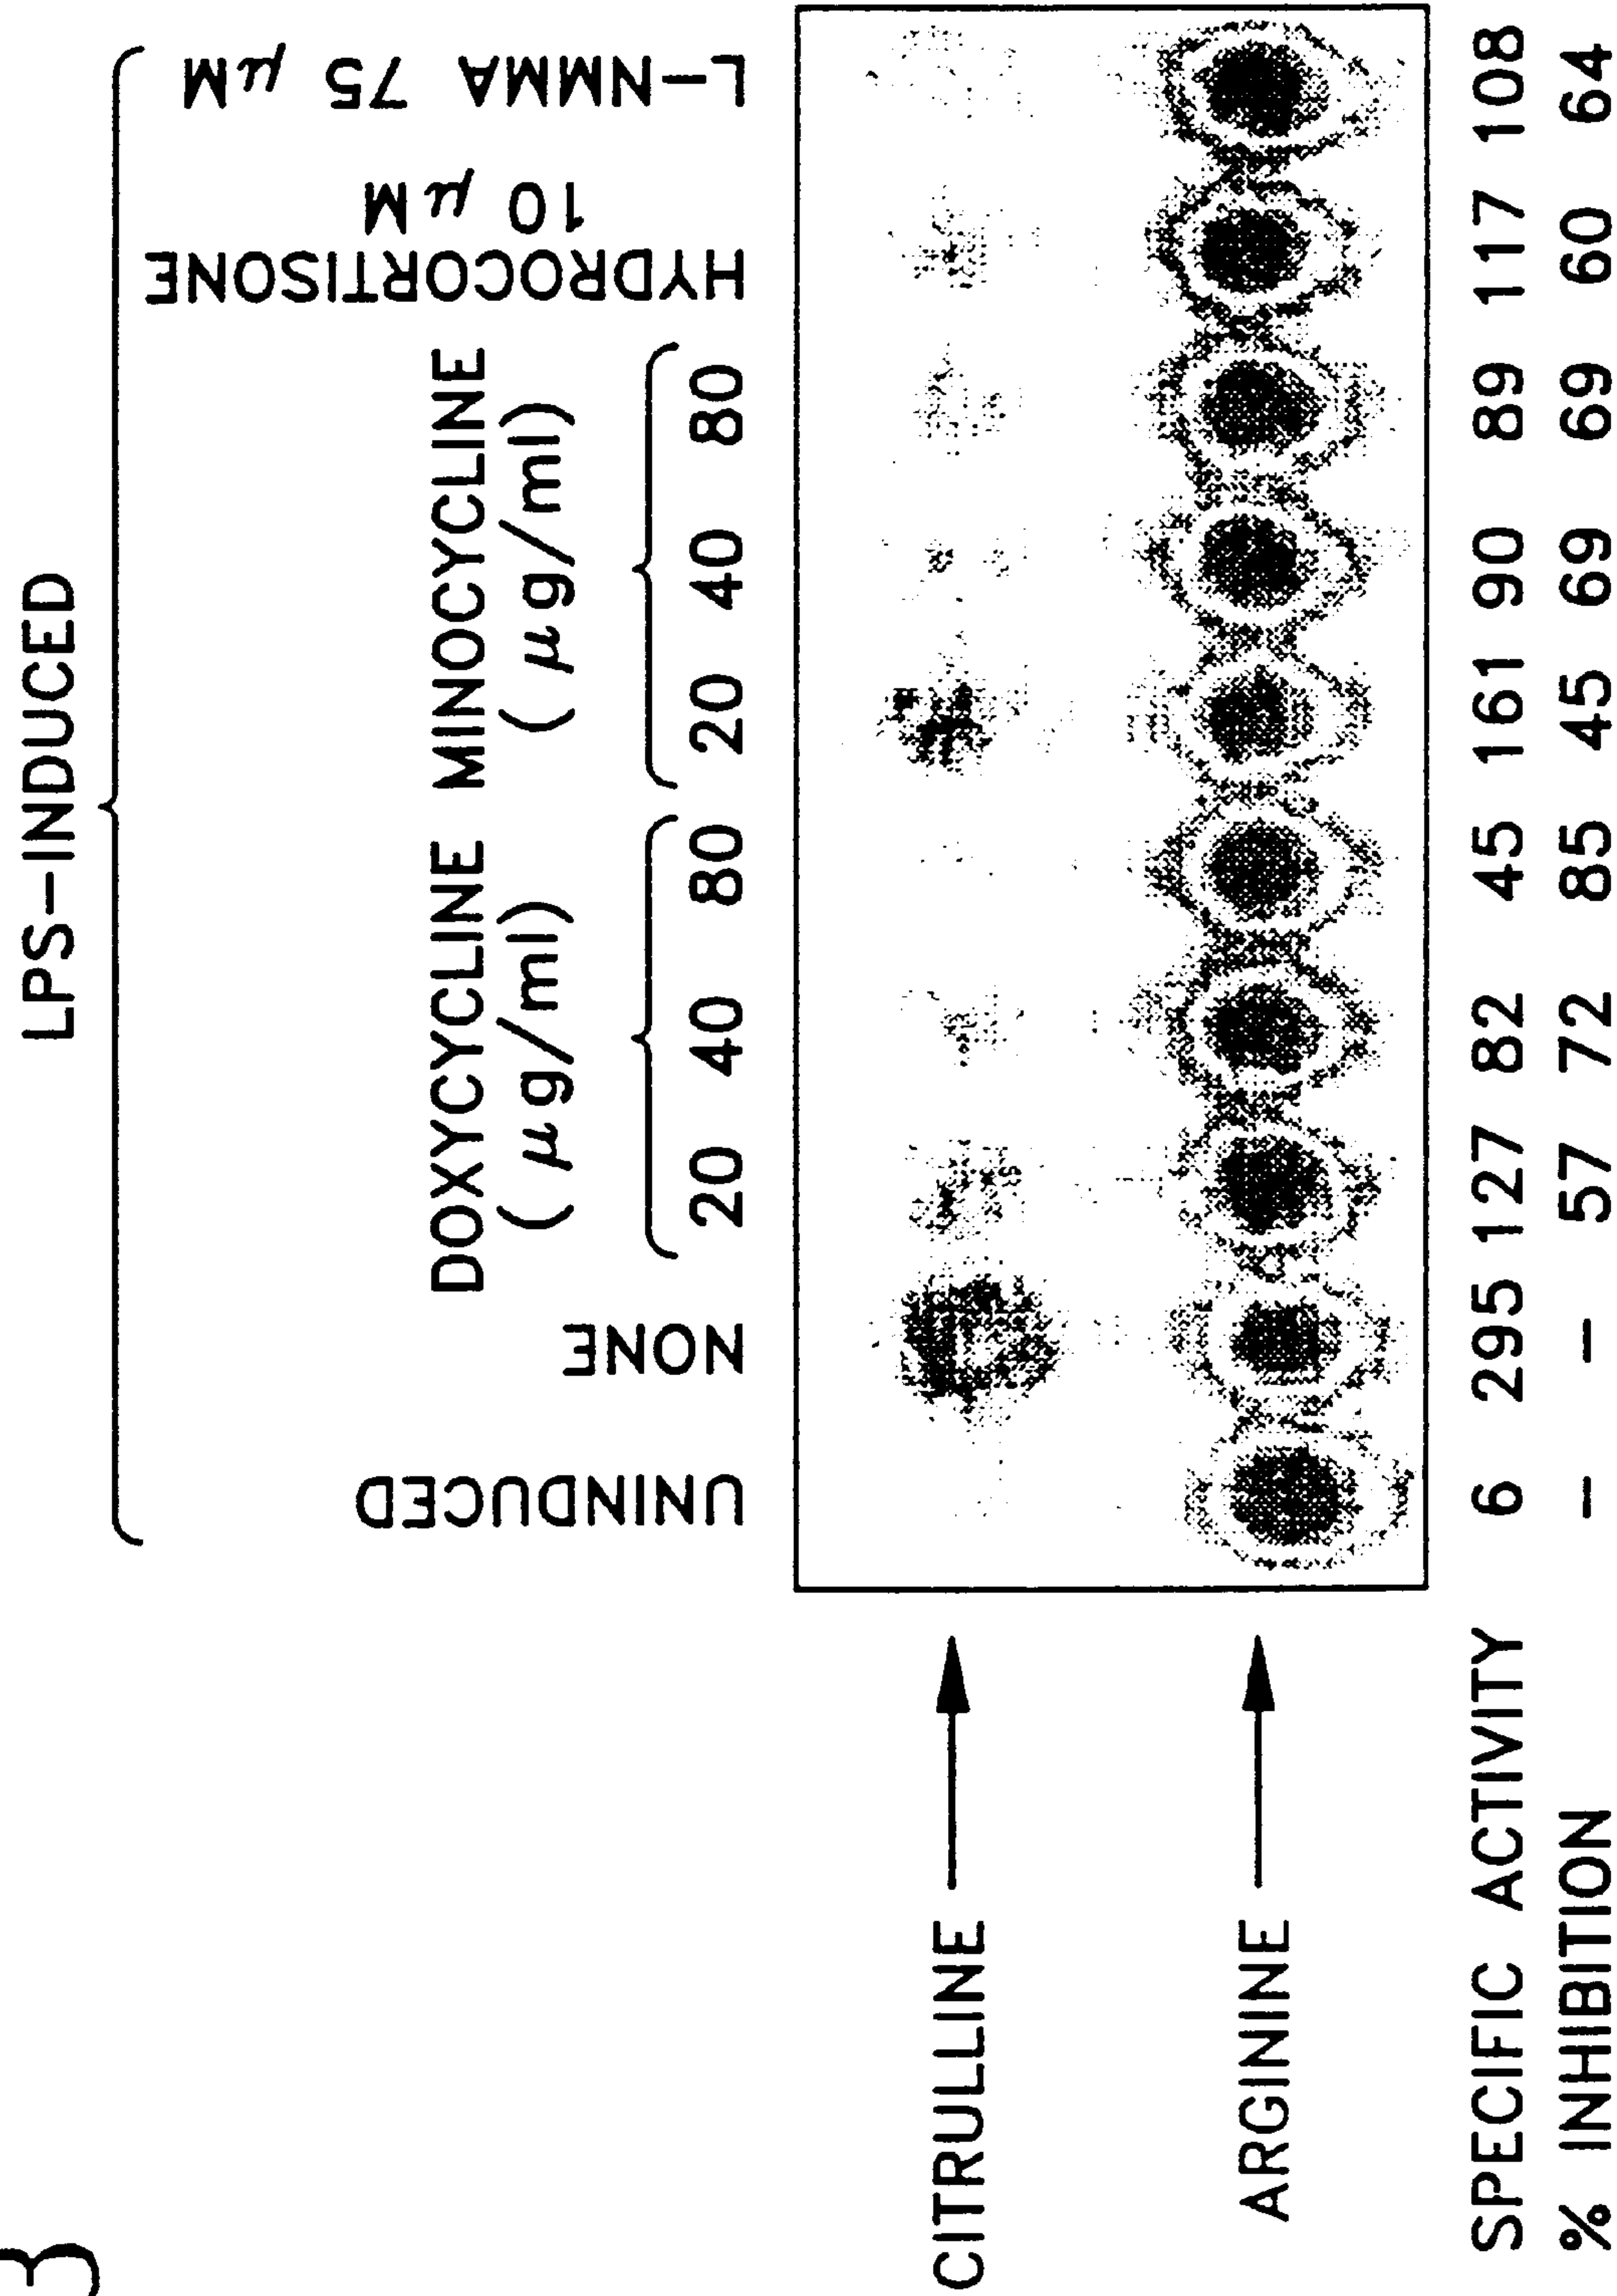 3
LPS-INDUCED
UNINDUCED
NONE
DOXYCYCLINE
( μg/ml)
20 40 80
MINOCYCLINE
( μg/ml)
20 40 80
HYDROCORTISONE
10 μM
L-NMMA 75 μM
CITRULLINE
ARGININE
SPECIFIC ACTIVITY 6 295 127 82 45 161 90 89 117 108
% INHIBITION - - 57 72 85 45 69 69 60 64